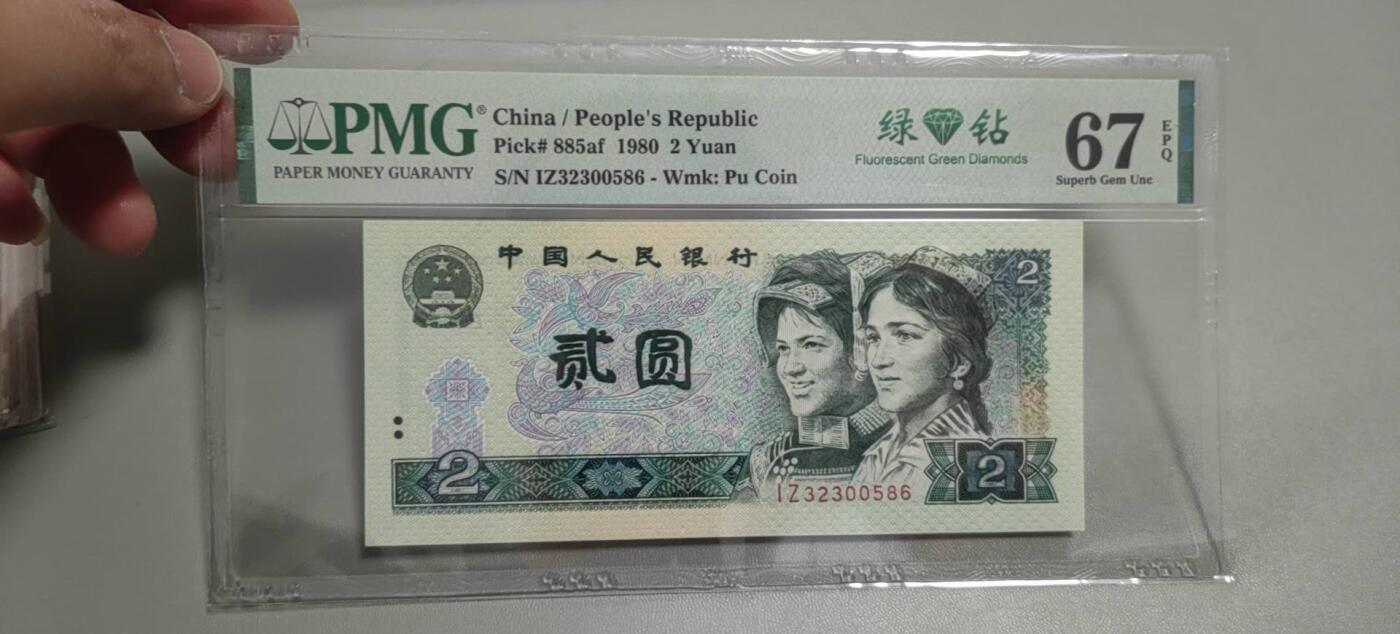 PMG®
PAPER MONEY GUARANTY
China / People's Republic
Pick# 885af 1980 2 Yuan
S/N IZ32300586 - Wmk: Pu Coin
绿钻
Fluorescent Green Diamonds
67
EPQ
Superb Gem Unc
中国人民银行
2
贰圆
2
IZ32300586
2